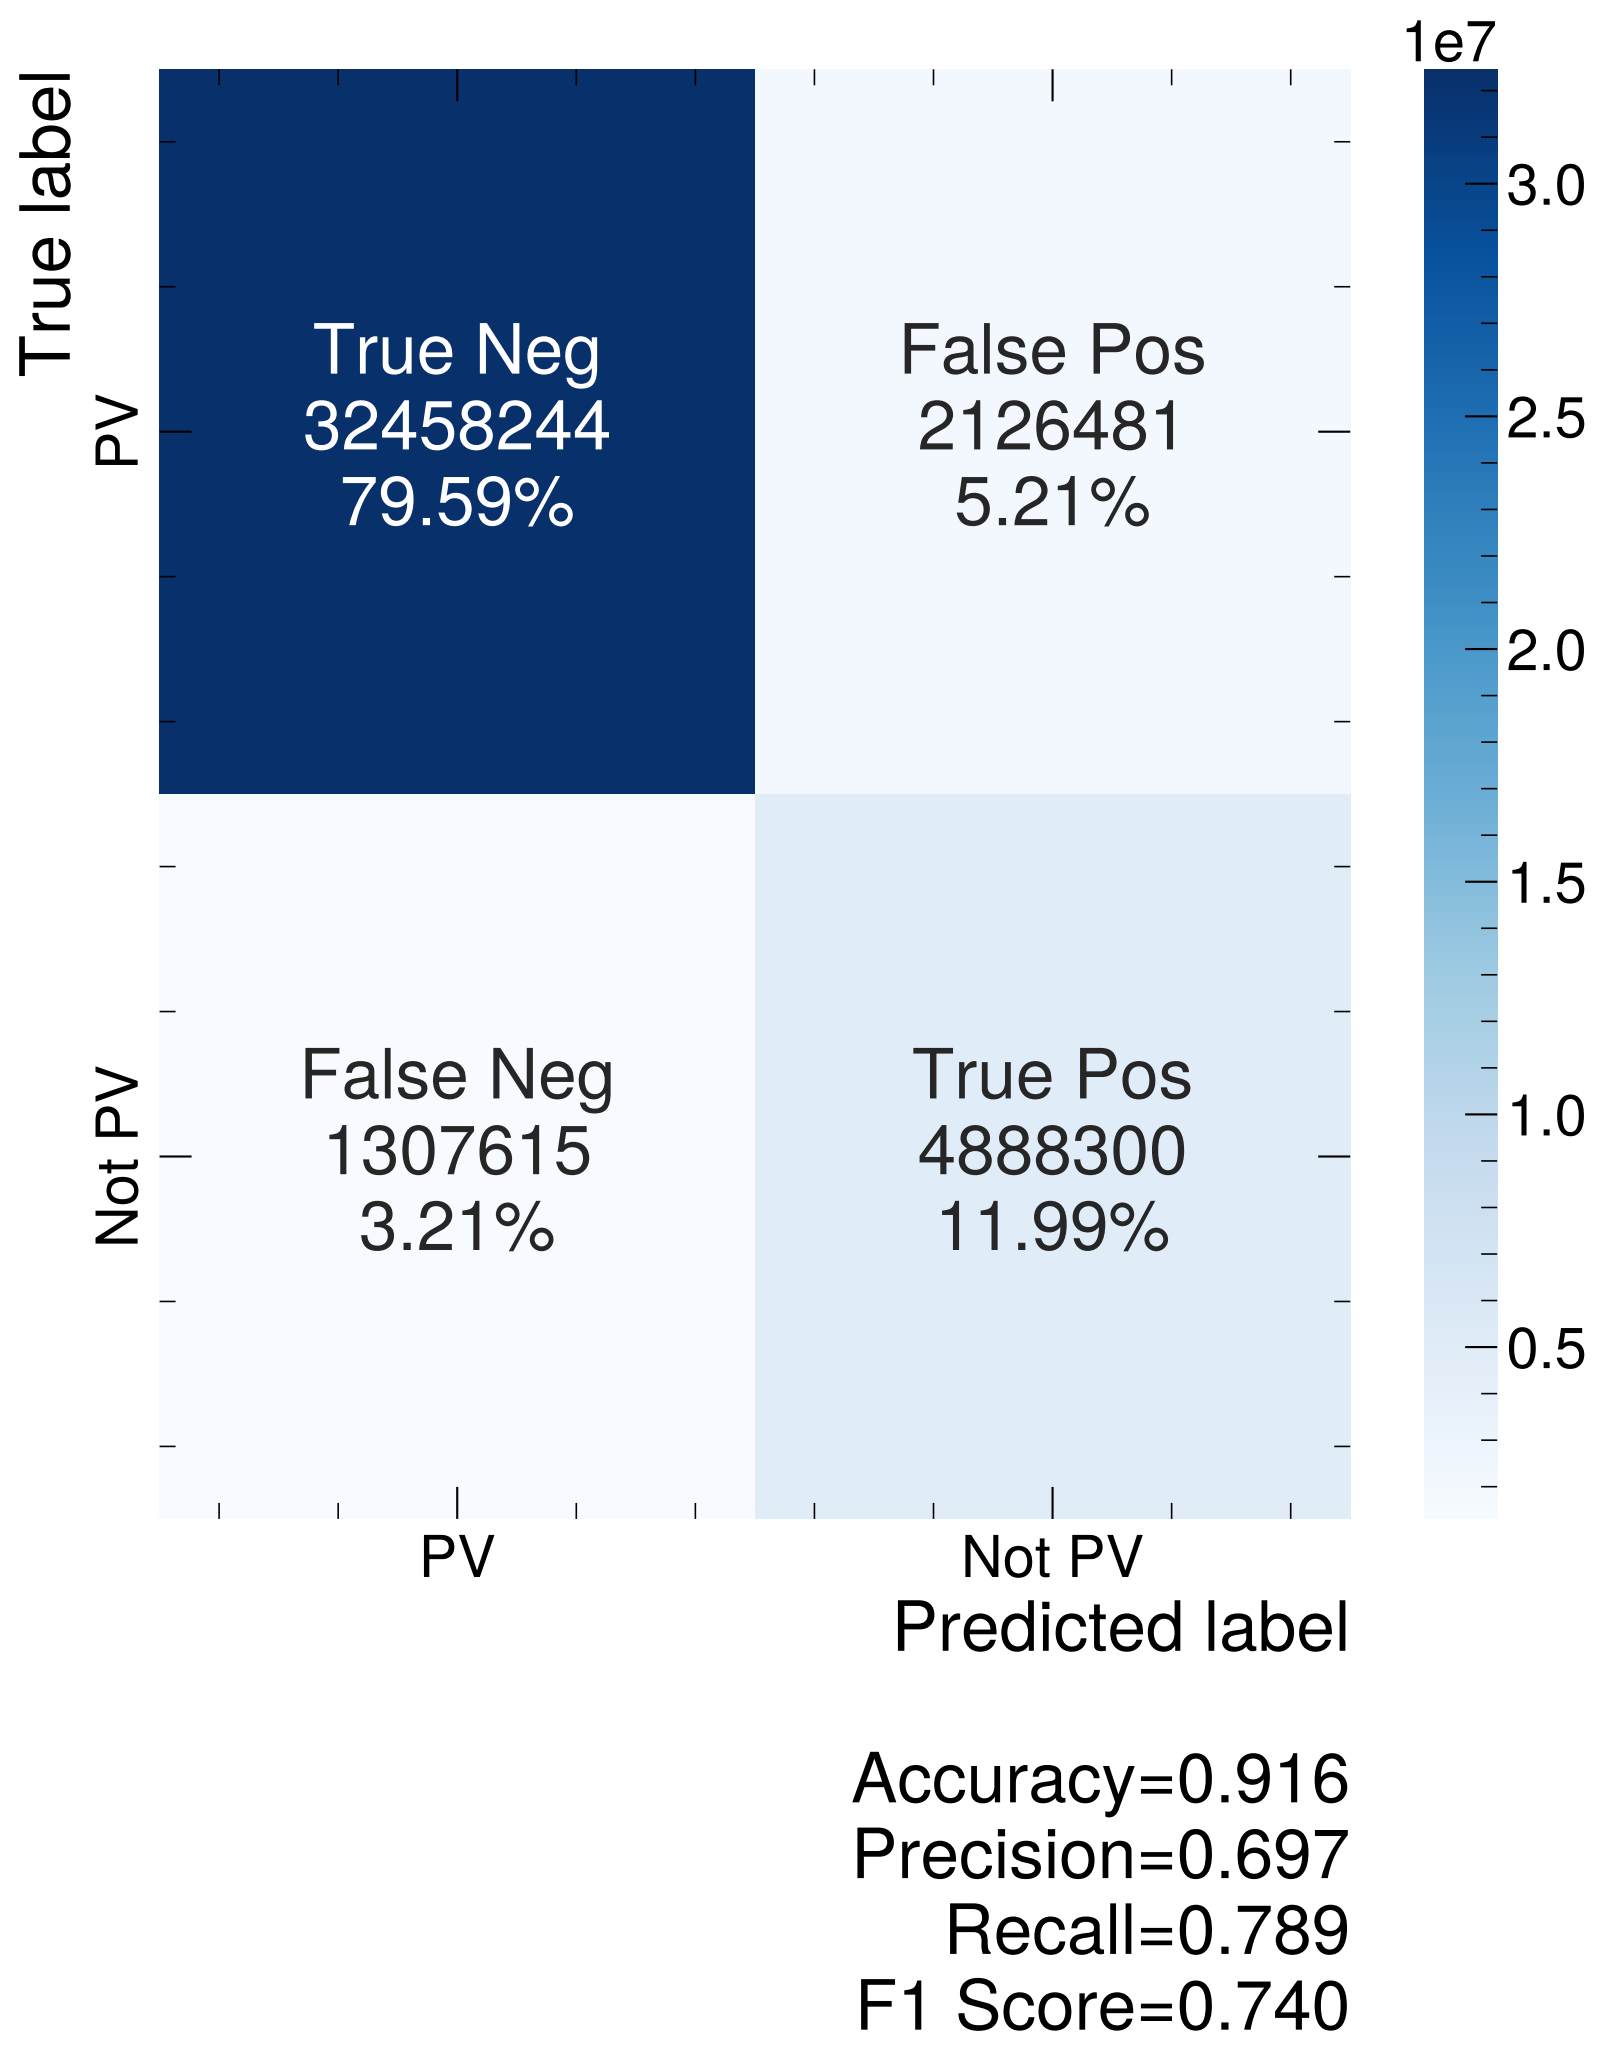 1e7
True label
PV
True Neg
32458244
79.59%
False Pos
2126481
5.21%
Not PV
False Neg
1307615
3.21%
True Pos
4888300
11.99%
PV
Not PV
Predicted label
3.0
2.5
2.0
1.5
1.0
0.5
Accuracy=0.916
Precision=0.697
Recall=0.789
F1 Score=0.740